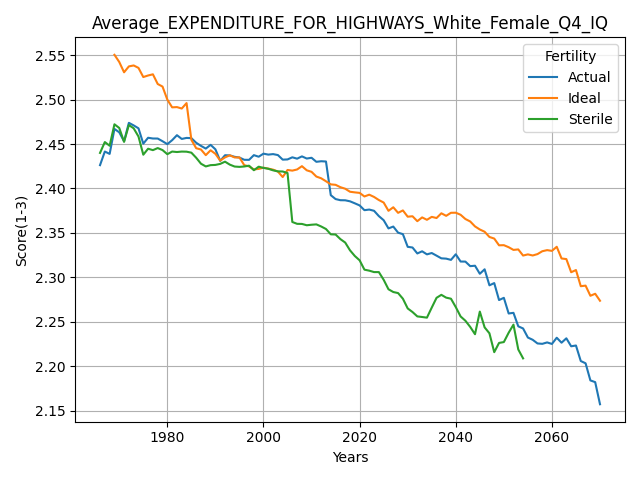 Average_EXPENDITURE_FOR_HIGHWAYS_White_Female_Q4_IQ
Fertility
Actual
Ideal
Sterile
Score(1-3)
2.55
2.50
2.45
2.40
2.35
2.30
2.25
2.20
2.15
1980 2000 2020 2040 2060
Years